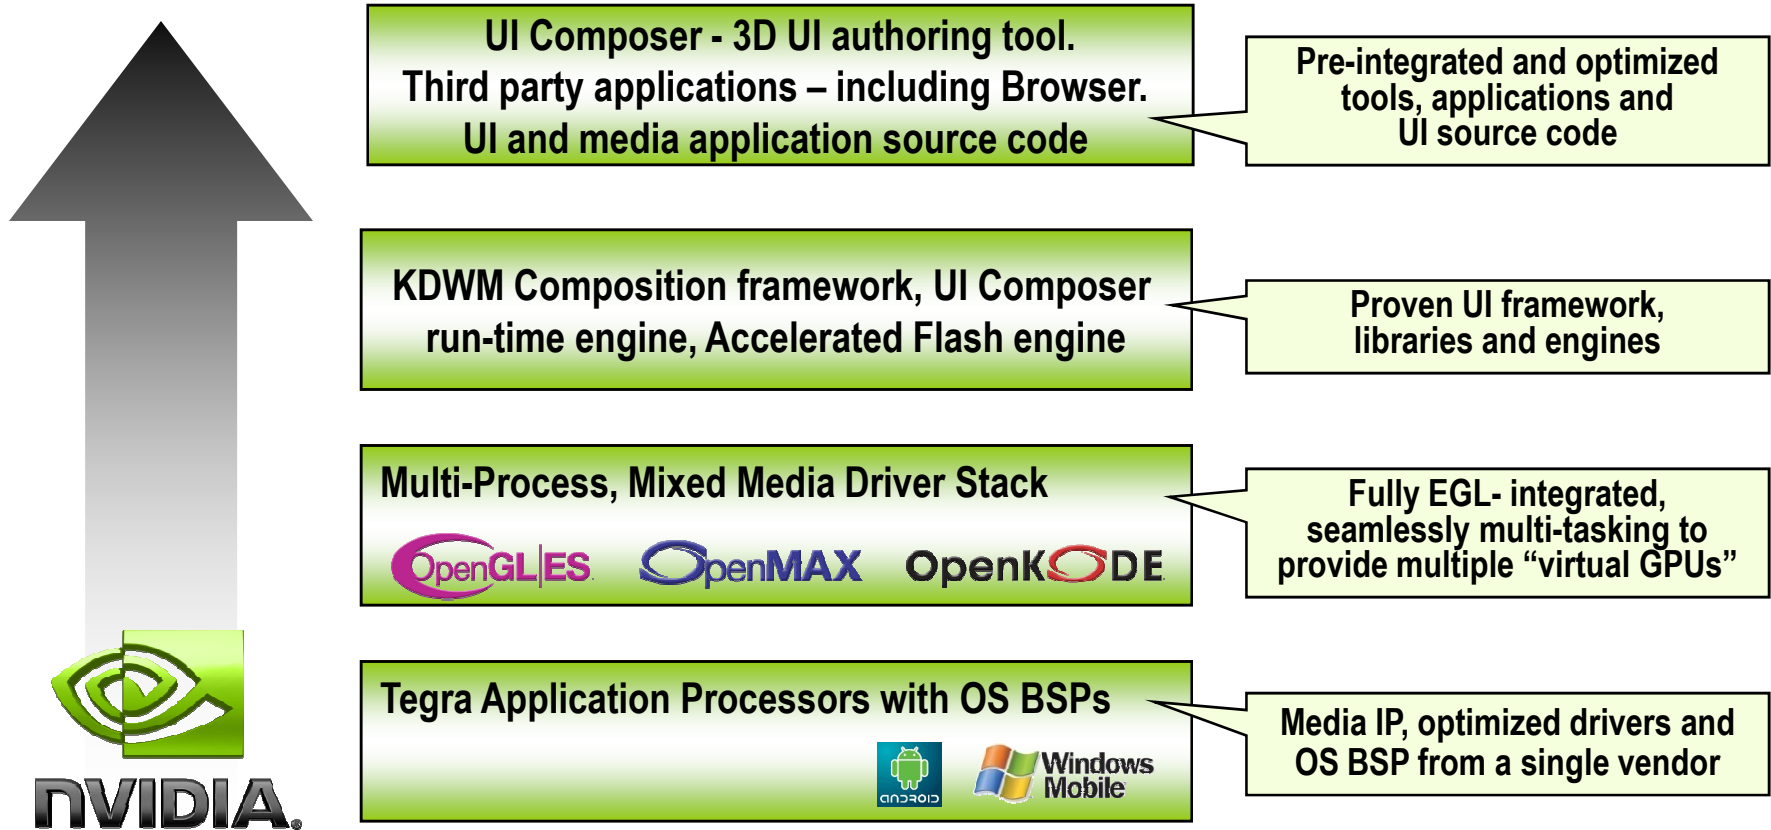 UI Composer - 3D UI authoring tool.
Third party applications – including Browser.
UI and media application source code
Pre-integrated and optimized
tools, applications and
UI source code
KDWM Composition framework, UI Composer
run-time engine, Accelerated Flash engine
Proven UI framework,
libraries and engines
Multi-Process, Mixed Media Driver Stack
OpenGL|ES.
OpenMAX
OpenKODE
Fully EGL- integrated,
seamlessly multi-tasking to
provide multiple “virtual GPUs”
Tegra Application Processors with OS BSPs
ANDROID
Windows
Mobile
Media IP, optimized drivers and
OS BSP from a single vendor
NVIDIA.®